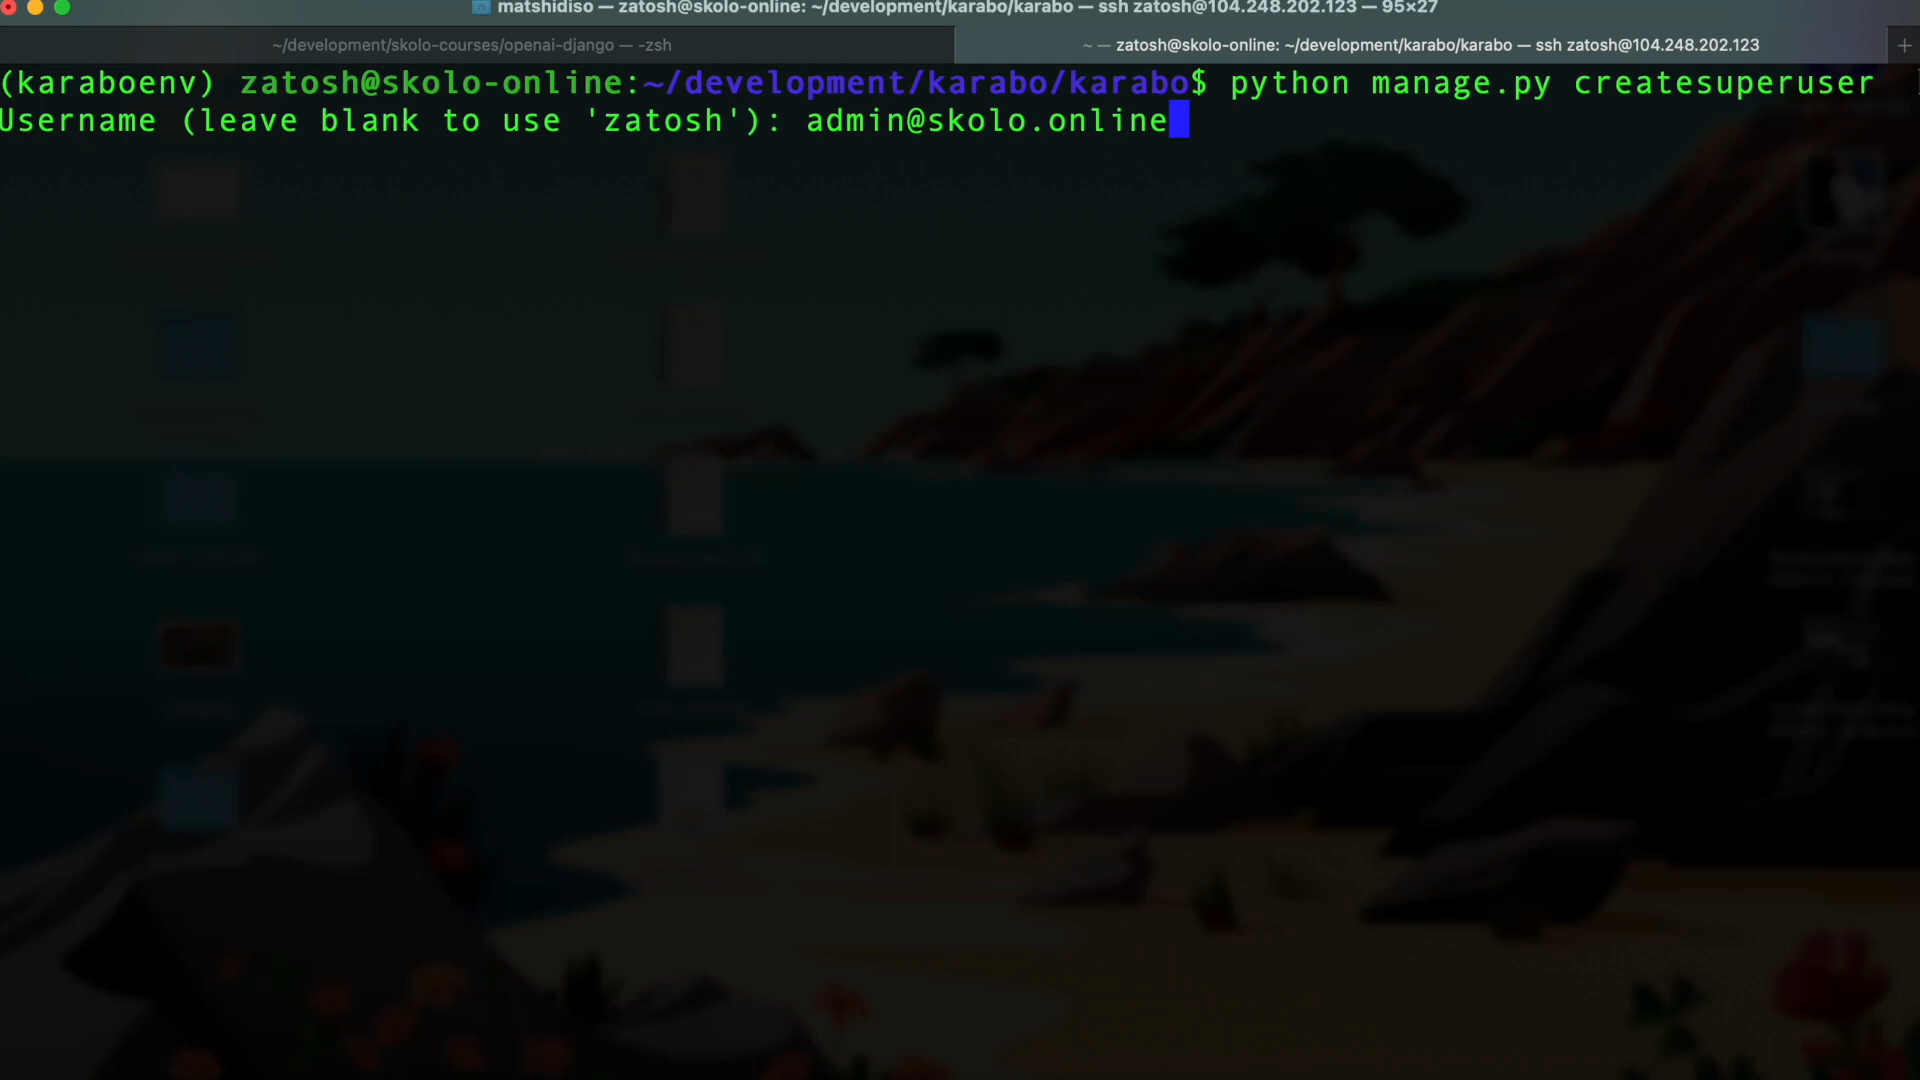 matshidiso — zatosh@skolo-online: ~/development/karabo/karabo — ssh zatosh@104.248.202.123 — 95×27
~/development/skolo-courses/openai-django — -zsh
~ — zatosh@skolo-online: ~/development/karabo/karabo — ssh zatosh@104.248.202.123
(karaboenv) zatosh@skolo-online:~/development/karabo/karabo$ python manage.py createsuperuser
Username (leave blank to use 'zatosh'): admin@skolo.online